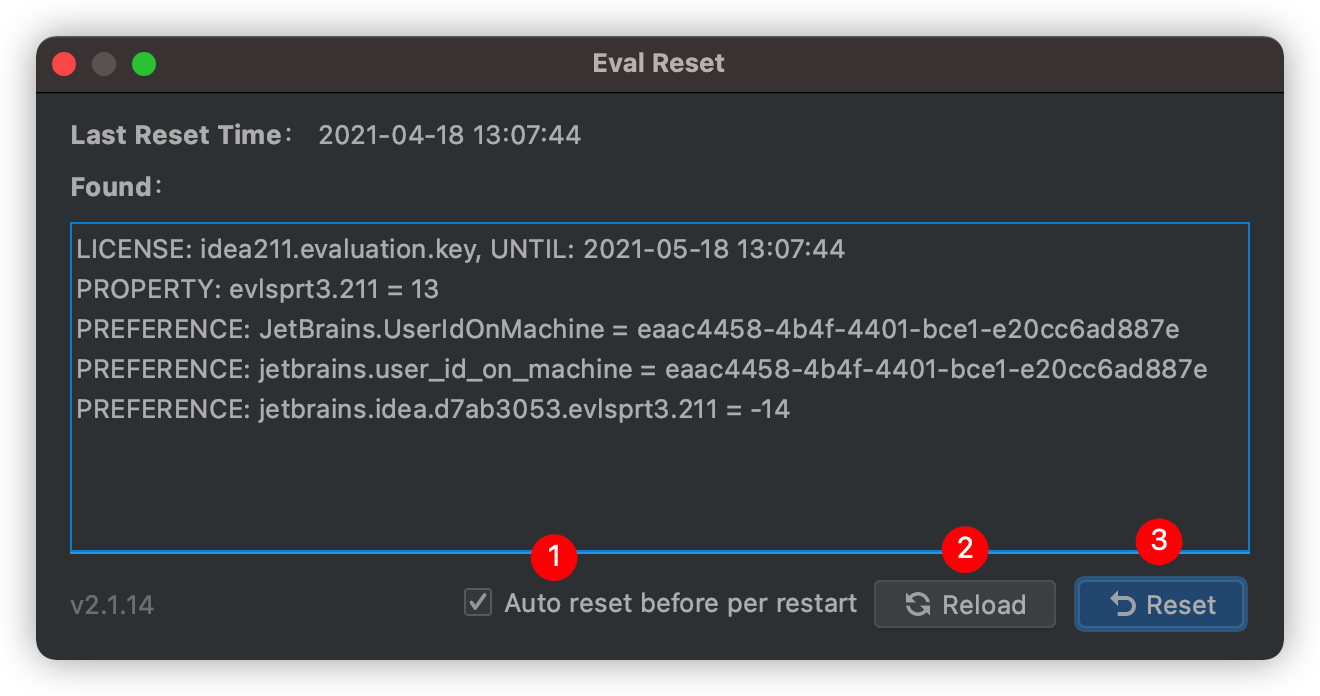 Eval Reset
Last Reset Time: 2021-04-18 13:07:44
Found:
LICENSE: idea211.evaluation.key, UNTIL: 2021-05-18 13:07:44
PROPERTY: evlsprt3.211 = 13
PREFERENCE: JetBrains.UserIdOnMachine = eaac4458-4b4f-4401-bce1-e20cc6ad887e
PREFERENCE: jetbrains.user_id_on_machine = eaac4458-4b4f-4401-bce1-e20cc6ad887e
PREFERENCE: jetbrains.idea.d7ab3053.evlsprt3.211 = -14
1 2 3
v2.1.14 Auto reset before per restart Reload Reset